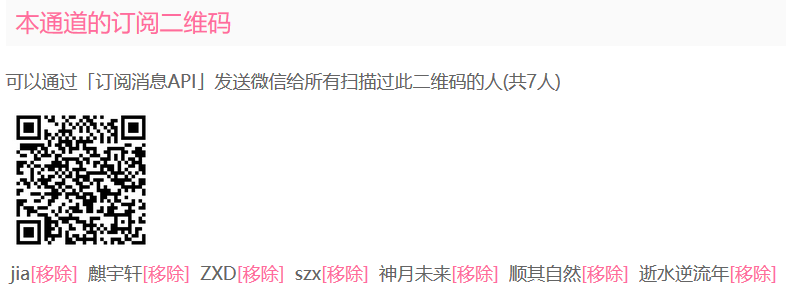 本通道的订阅二维码
可以通过「订阅消息API」发送微信给所有扫描过此二维码的人(共7人)
jia[移除] 麒宇轩[移除] ZXD[移除] szx[移除] 神月未来[移除] 顺其自然[移除] 逝水逆流年[移除]